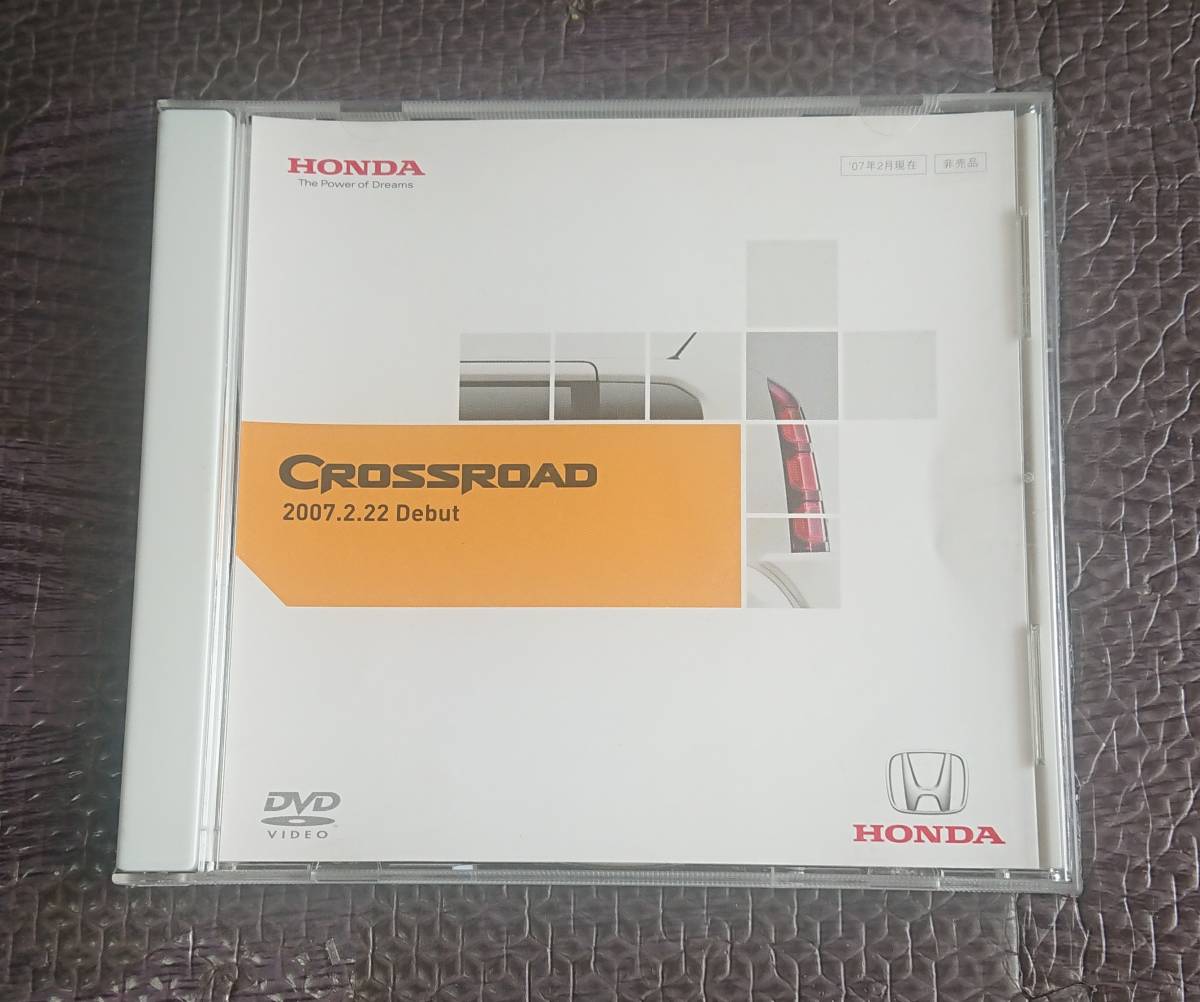 HONDA
The Power of Dreams
'07年2月現在
非売品
CROSSROAD
2007.2.22 Debut
DVD
VIDEO
HONDA